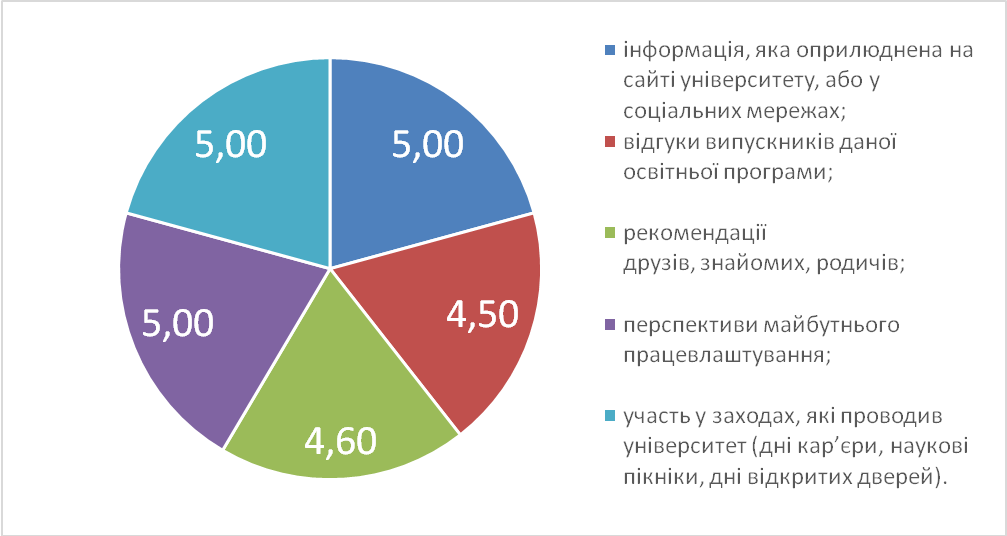 5,00
5,00
4,50
5,00
4,60
інформація, яка оприлюднена на
сайті університету, або у
соціальних мережах;
відгуки випускників даної
освітньої програми;
рекомендації
друзів, знайомих, родичів;
перспективи майбутнього
працевлаштування;
участь у заходах, які проводив
університет (дні кар’єри, наукові
пікніки, дні відкритих дверей).